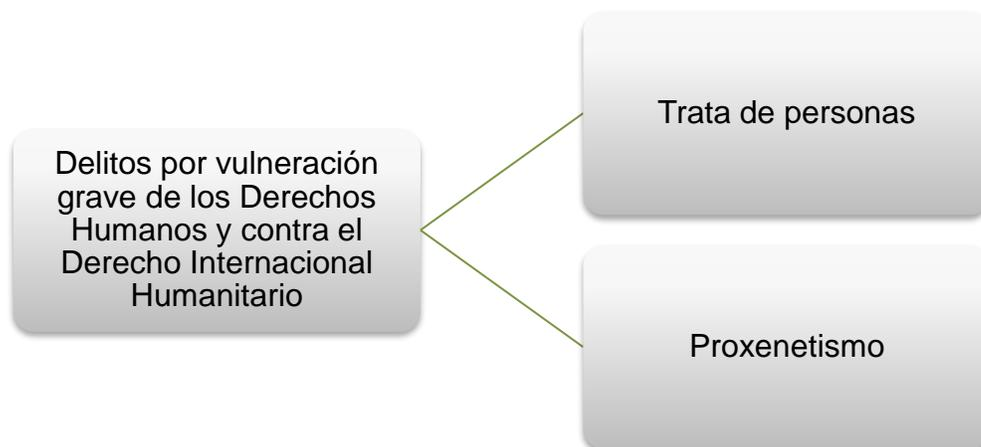 Delitos por vulneración
grave de los Derechos
Humanos y contra el
Derecho Internacional
Humanitario
Trata de personas
Proxenetismo